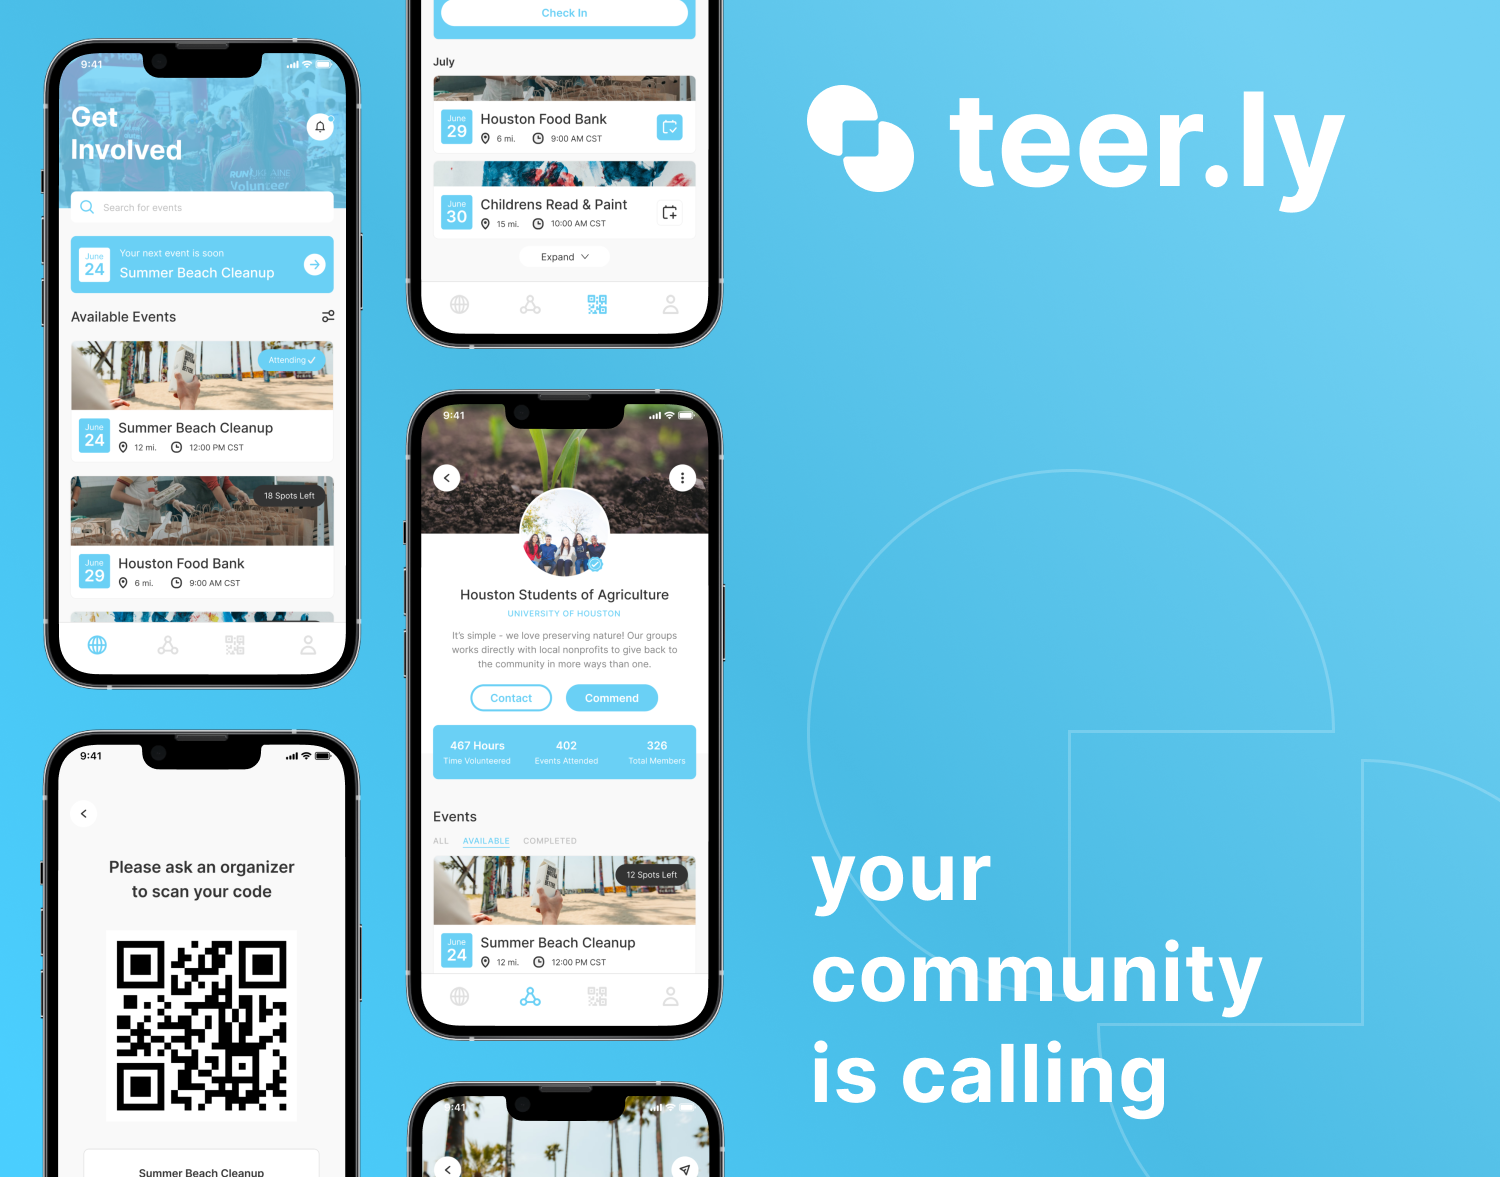 9:41
Get
Involved
RUN UKRAINE
Volunteer
Search for events
June
24
Your next event is soon
Summer Beach Cleanup
Available Events
Attending
June
24
Summer Beach Cleanup
12 mi.
12:00 PM CST
18 Spots Left
June
29
Houston Food Bank
6 mi.
9:00 AM CST
9:41
Please ask an organizer
to scan your code
Summer Beach Cleanup
Check In
July
June
29
Houston Food Bank
6 mi.
9:00 AM CST
June
30
Childrens Read & Paint
15 mi.
10:00 AM CST
Expand
9:41
Houston Students of Agriculture
UNIVERSITY OF HOUSTON
It's simple - we love preserving nature! Our groups
works directly with local nonprofits to give back to
the community in more ways than one.
Contact
Commend
467 Hours
Time Volunteered
402
Events Attended
326
Total Members
Events
ALL
AVAILABLE
COMPLETED
12 Spots Left
June
24
Summer Beach Cleanup
12 mi.
12:00 PM CST
9:41
teer.ly
your
community
is calling